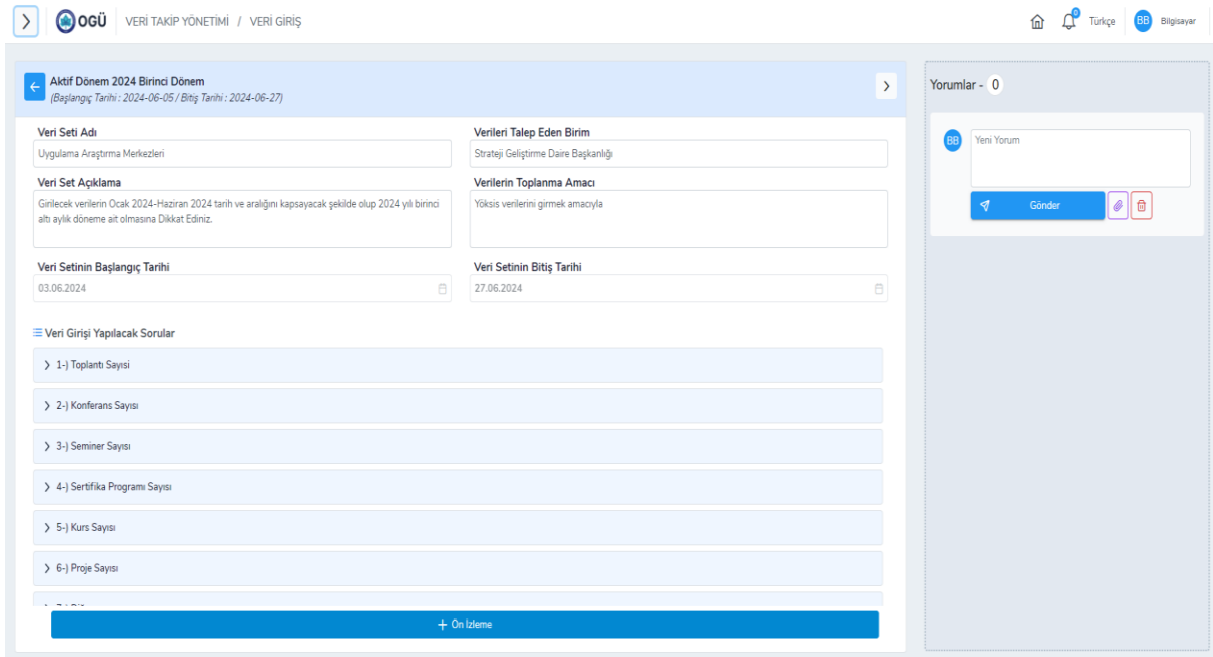 OGÜ
VERİ TAKİP YÖNETİMİ / VERİ GİRİŞ
0
Türkçe
BB
Bilgisayar
Aktif Dönem 2024 Birinci Dönem
(Başlangıç Tarihi : 2024-06-05 / Bitiş Tarihi : 2024-06-27)
Veri Seti Adı
Uygulama Araştırma Merkezleri
Verileri Talep Eden Birim
Strateji Geliştirme Daire Başkanlığı
Veri Set Açıklama
Girilecek verilerin Ocak 2024-Haziran 2024 tarih ve aralığını kapsayacak şekilde olup 2024 yılı birinci
altı aylık döneme ait olmasına Dikkat Ediniz.
Verilerin Toplanma Amacı
Yöksis verilerini girmek amacıyla
Veri Setinin Başlangıç Tarihi
03.06.2024
Veri Setinin Bitiş Tarihi
27.06.2024
Veri Girişi Yapılacak Sorular
1-) Toplantı Sayısi
2-) Konferans Sayısı
3-) Seminer Sayısı
4-) Sertifika Programı Sayısı
5-) Kurs Sayısı
6-) Proje Sayısı
+ Ön İzleme
Yorumlar - 0
BB
Yeni Yorum
Gönder